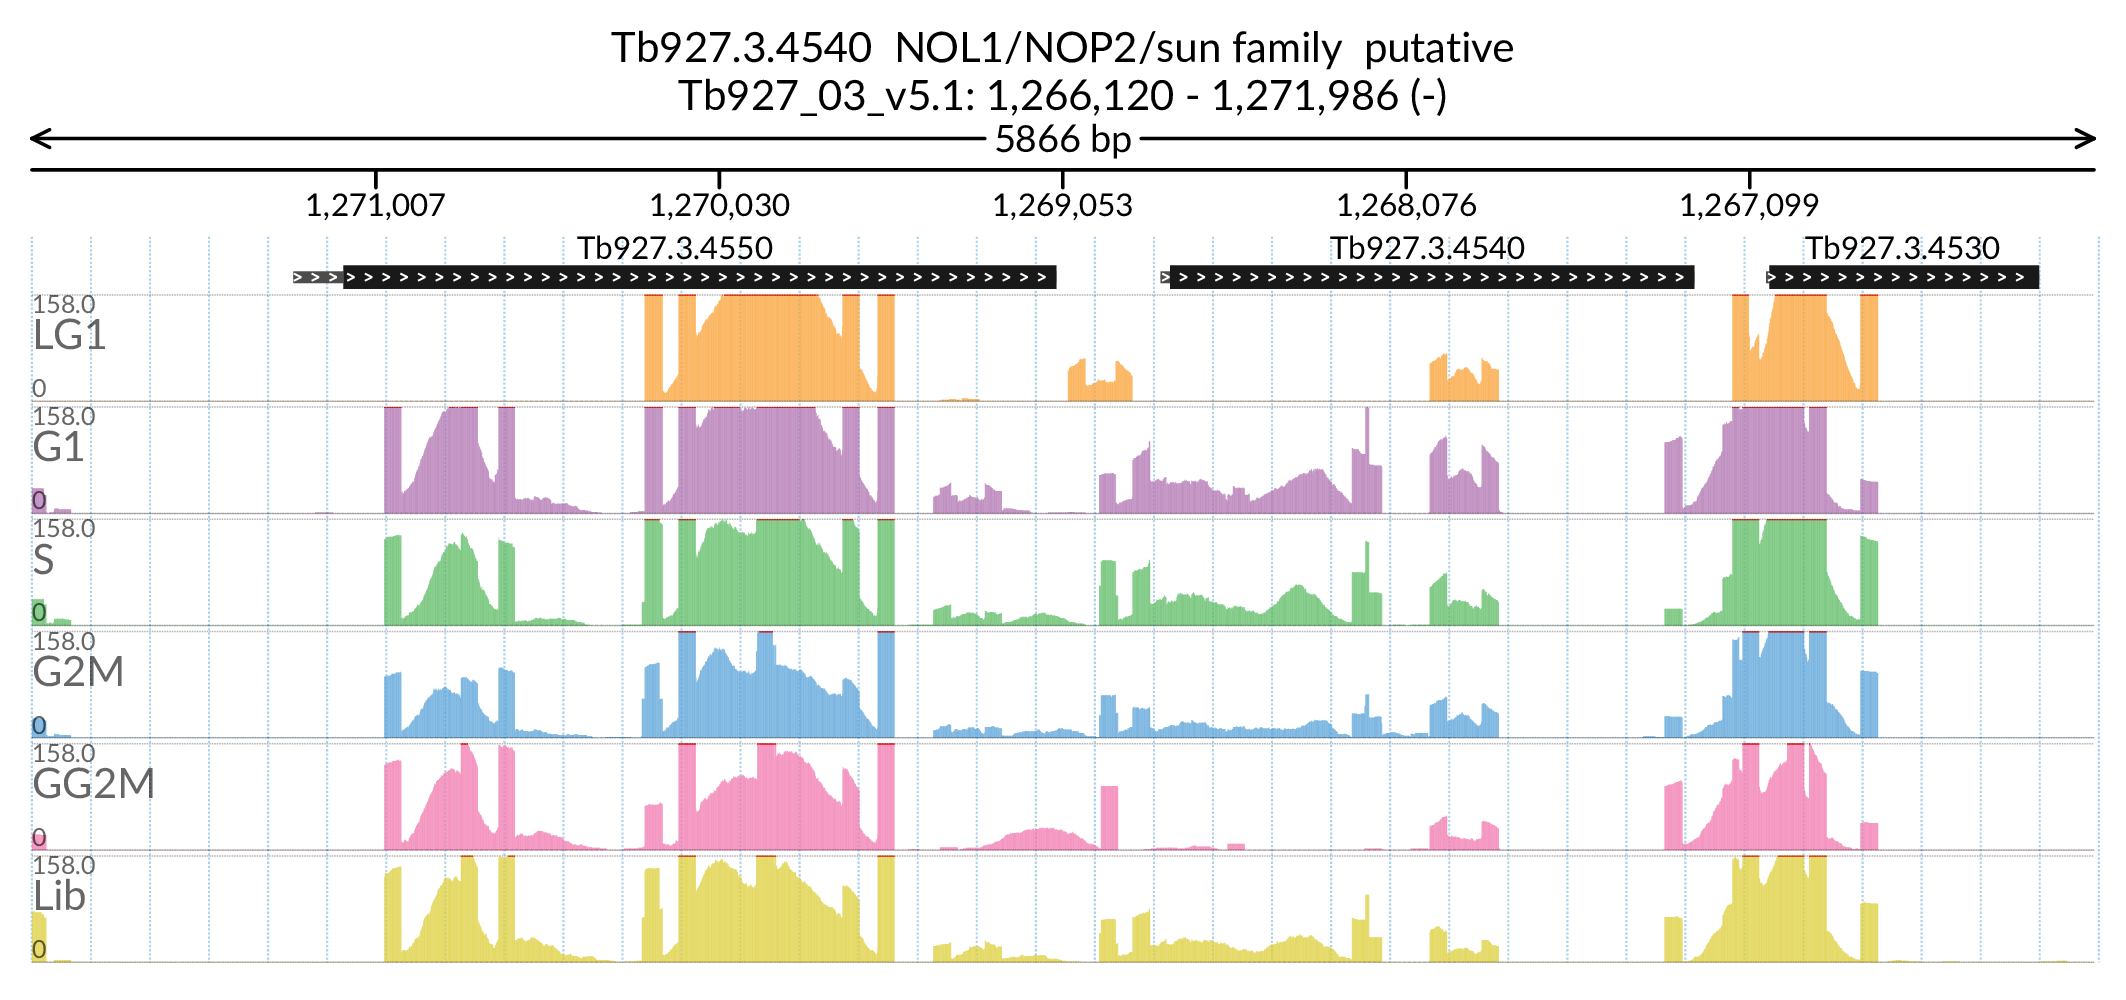 Tb927.3.4540  NOL1/NOP2/sun family  putative
Tb927_03_v5.1: 1,266,120 - 1,271,986 (-)
5866 bp
1,271,007 1,270,030 1,269,053 1,268,076 1,267,099
Tb927.3.4550 Tb927.3.4540 Tb927.3.4530
158.0
LG1
0
158.0
G1
0
158.0
S
0
158.0
G2M
0
158.0
GG2M
0
158.0
Lib
0